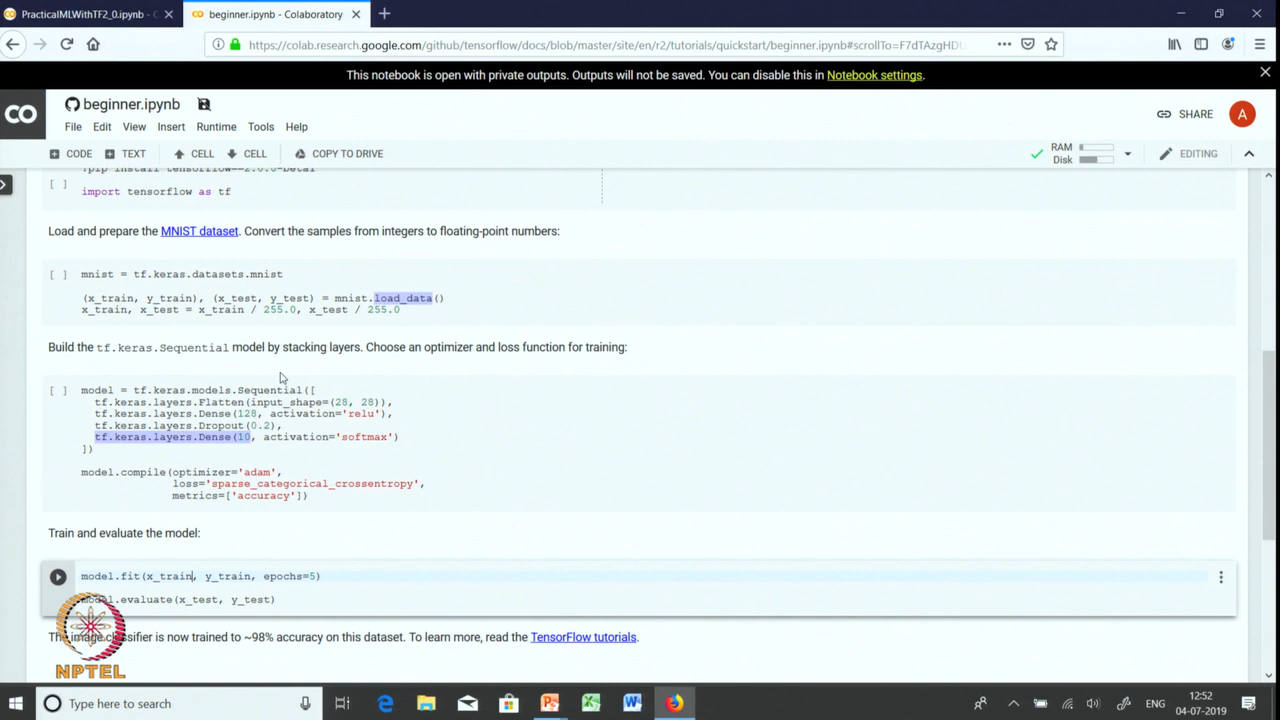 PracticalMLWithTF2_0.ipynb - C
beginner.ipynb - Colaboratory
https://colab.research.google.com/github/tensorflow/docs/blob/master/site/en/r2/tutorials/quickstart/beginner.ipynb#scrollTo=F7dTAzgHDU
This notebook is open with private outputs. Outputs will not be saved. You can disable this in Notebook settings.
CO
beginner.ipynb
SHARE
A
File Edit View Insert Runtime Tools Help
CODE TEXT CELL CELL COPY TO DRIVE
RAM
Disk
EDITING
!pip install tensorflow==2.0.0-beta1
[ ] import tensorflow as tf
Load and prepare the MNIST dataset. Convert the samples from integers to floating-point numbers:
[ ] mnist = tf.keras.datasets.mnist
(x_train, y_train), (x_test, y_test) = mnist.load_data()
x_train, x_test = x_train / 255.0, x_test / 255.0
Build the tf.keras.Sequential model by stacking layers. Choose an optimizer and loss function for training:
[ ] model = tf.keras.models.Sequential([
tf.keras.layers.Flatten(input_shape=(28, 28)),
tf.keras.layers.Dense(128, activation='relu'),
tf.keras.layers.Dropout(0.2),
tf.keras.layers.Dense(10, activation='softmax')
])
model.compile(optimizer='adam',
loss='sparse_categorical_crossentropy',
metrics=['accuracy'])
Train and evaluate the model:
model.fit(x_train, y_train, epochs=5)
model.evaluate(x_test, y_test)
The image classifier is now trained to ~98% accuracy on this dataset. To learn more, read the TensorFlow tutorials.
NPTEL
Type here to search
ENG
12:52
04-07-2019